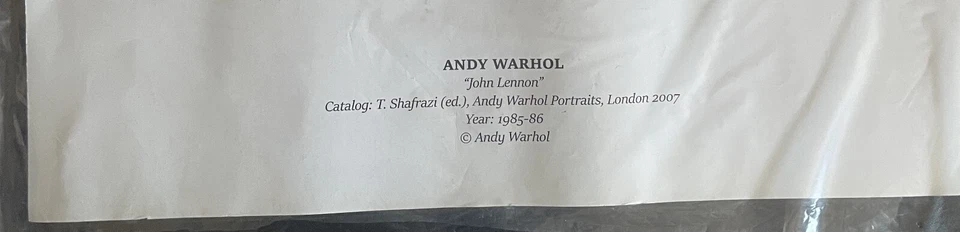 ANDY WARHOL
“John Lennon”
Catalog: T. Shafrazi (ed.), Andy Warhol Portraits, London 2007
Year: 1985-86
© Andy Warhol